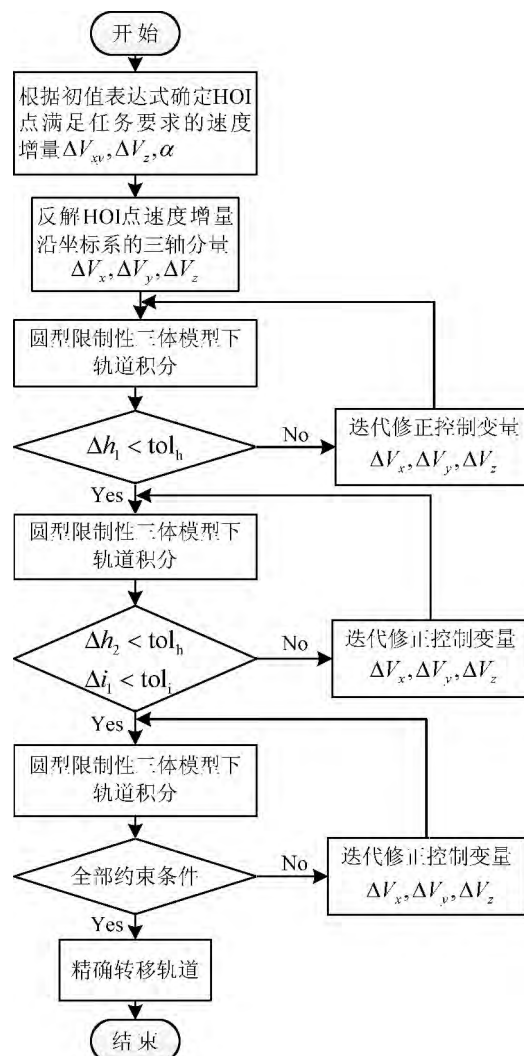 开 始
根据初值表达式确定HOI
点满足任务要求的速度
增量ΔV_{xy},ΔV_z,α
反解HOI点速度增量
沿坐标系的三轴分量
ΔV_x,ΔV_y,ΔV_z
圆型限制性三体模型下
轨道积分
Δh_1 < tol_h
No
迭代修正控制变量
ΔV_x,ΔV_y,ΔV_z
Yes
圆型限制性三体模型下
轨道积分
Δh_2 < tol_h
Δi_1 < tol_i
No
迭代修正控制变量
ΔV_x,ΔV_y,ΔV_z
Yes
圆型限制性三体模型下
轨道积分
全部约束条件
No
迭代修正控制变量
ΔV_x,ΔV_y,ΔV_z
Yes
精确转移轨道
结 束